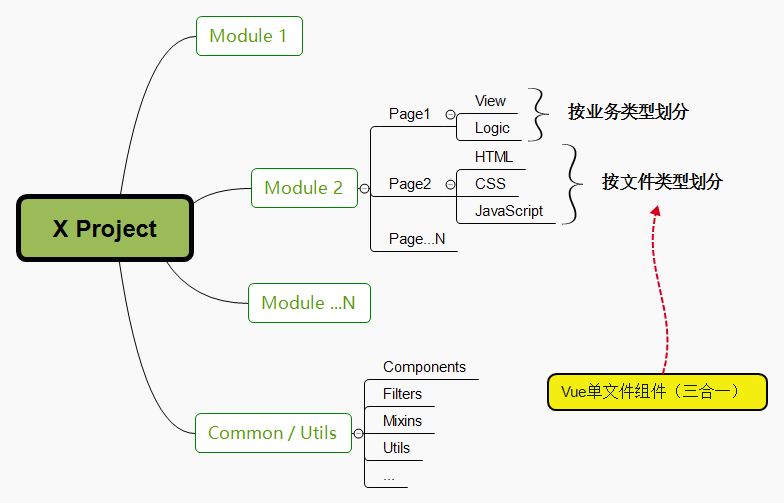 X Project
Module 1
Module 2
Page1
View
Logic
按业务类型划分
Page2
HTML
CSS
JavaScript
按文件类型划分
Page...N
Module ...N
Vue单文件组件（三合一）
Common / Utils
Components
Filters
Mixins
Utils
...